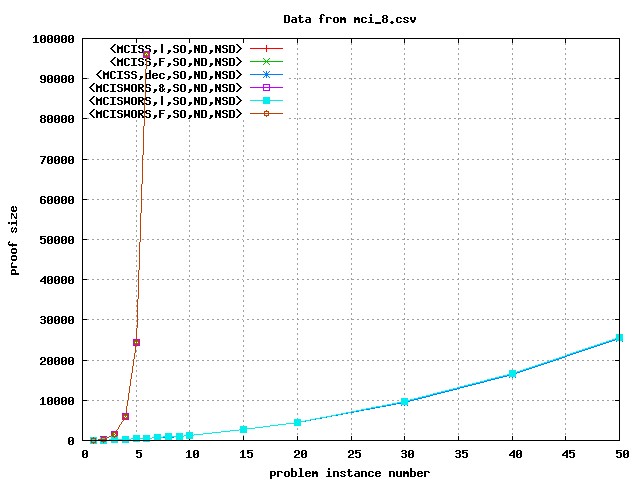 Data from mci_8.csv
<MCISS,|,SO,ND,NSD>
<MCISS,F,SO,ND,NSD>
<MCISS,dec,SO,ND,NSD>
<MCISWORS,&,SO,ND,NSD>
<MCISWORS,|,SO,ND,NSD>
<MCISWORS,F,SO,ND,NSD>
100000
90000
80000
70000
60000
50000
40000
30000
20000
10000
0
proof size
0 5 10 15 20 25 30 35 40 45 50
problem instance number